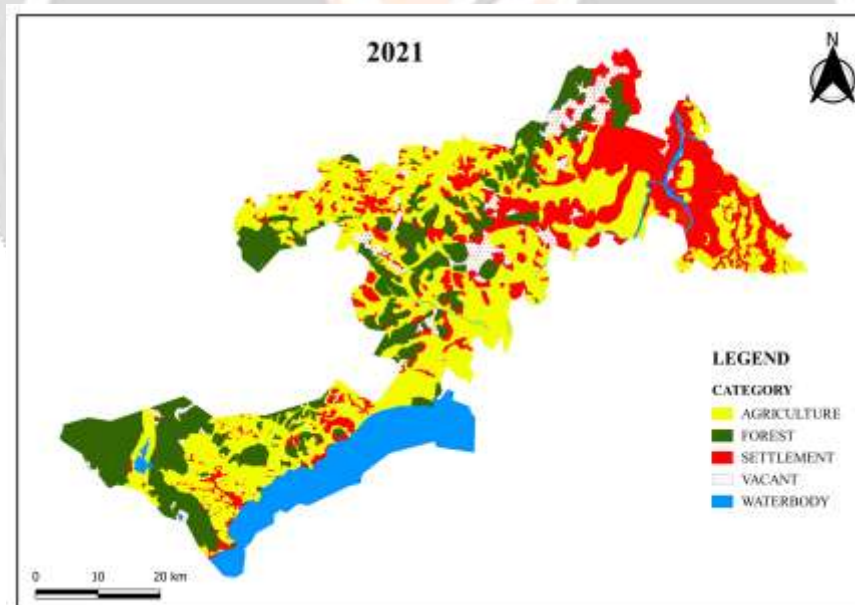 2021
N
LEGEND
CATEGORY
AGRICULTURE
FOREST
SETTLEMENT
VACANT
WATERBODY
0 10 20 km